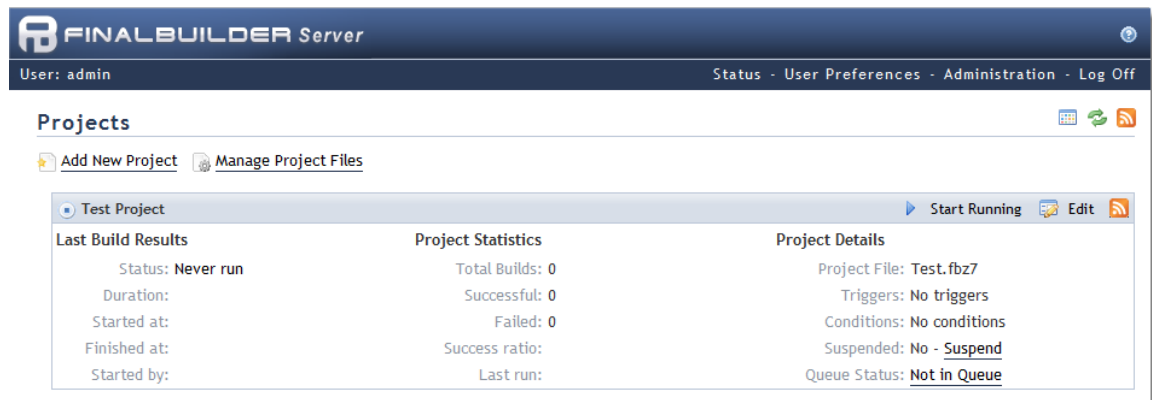 FINALBUILDER Server
User: admin
Status - User Preferences - Administration - Log Off
Projects
Add New Project Manage Project Files
Test Project Start Running Edit
Last Build Results Project Statistics Project Details
Status: Never run Total Builds: 0 Project File: Test.fbz7
Duration: Successful: 0 Triggers: No triggers
Started at: Failed: 0 Conditions: No conditions
Finished at: Success ratio: Suspended: No - Suspend
Started by: Last run: Queue Status: Not in Queue